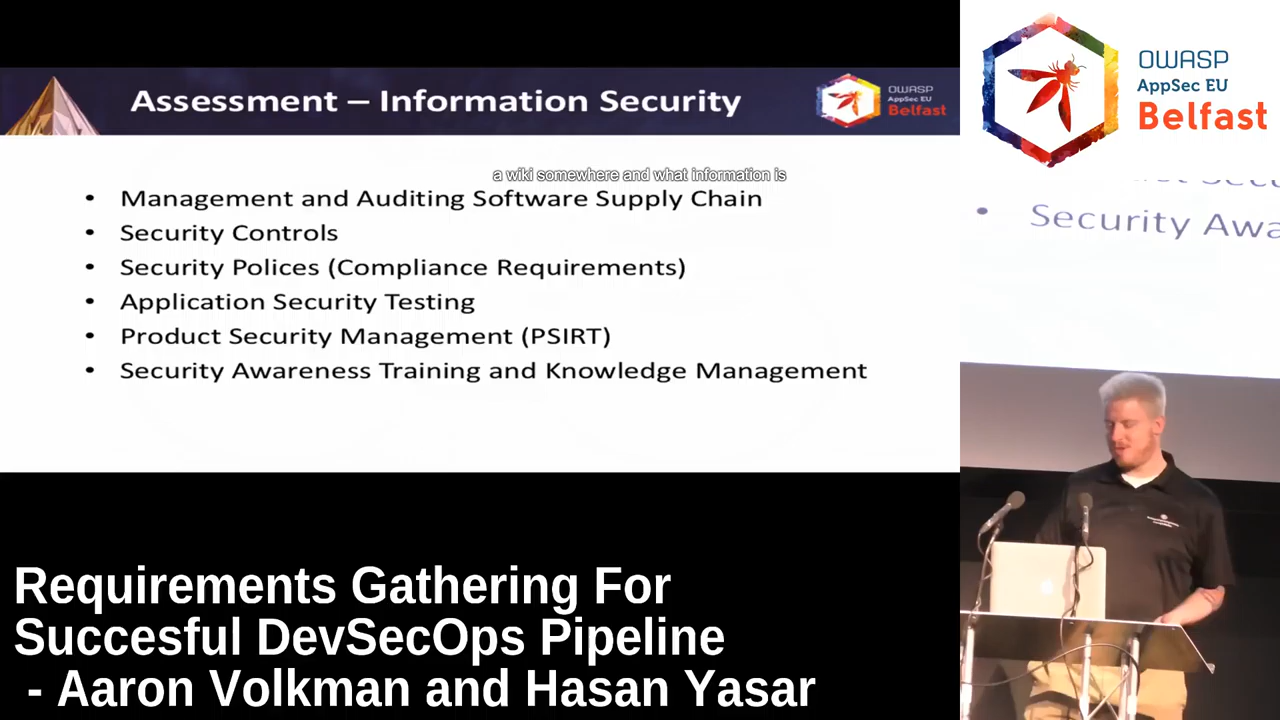 Assessment – Information Security
OWASP
AppSec EU
Belfast
a wiki somewhere and what information is
• Management and Auditing Software Supply Chain
• Security Controls
• Security Polices (Compliance Requirements)
• Application Security Testing
• Product Security Management (PSIRT)
• Security Awareness Training and Knowledge Management
OWASP
AppSec EU
Belfast
• Security Awa
Requirements Gathering For
Succesful DevSecOps Pipeline
- Aaron Volkman and Hasan Yasar